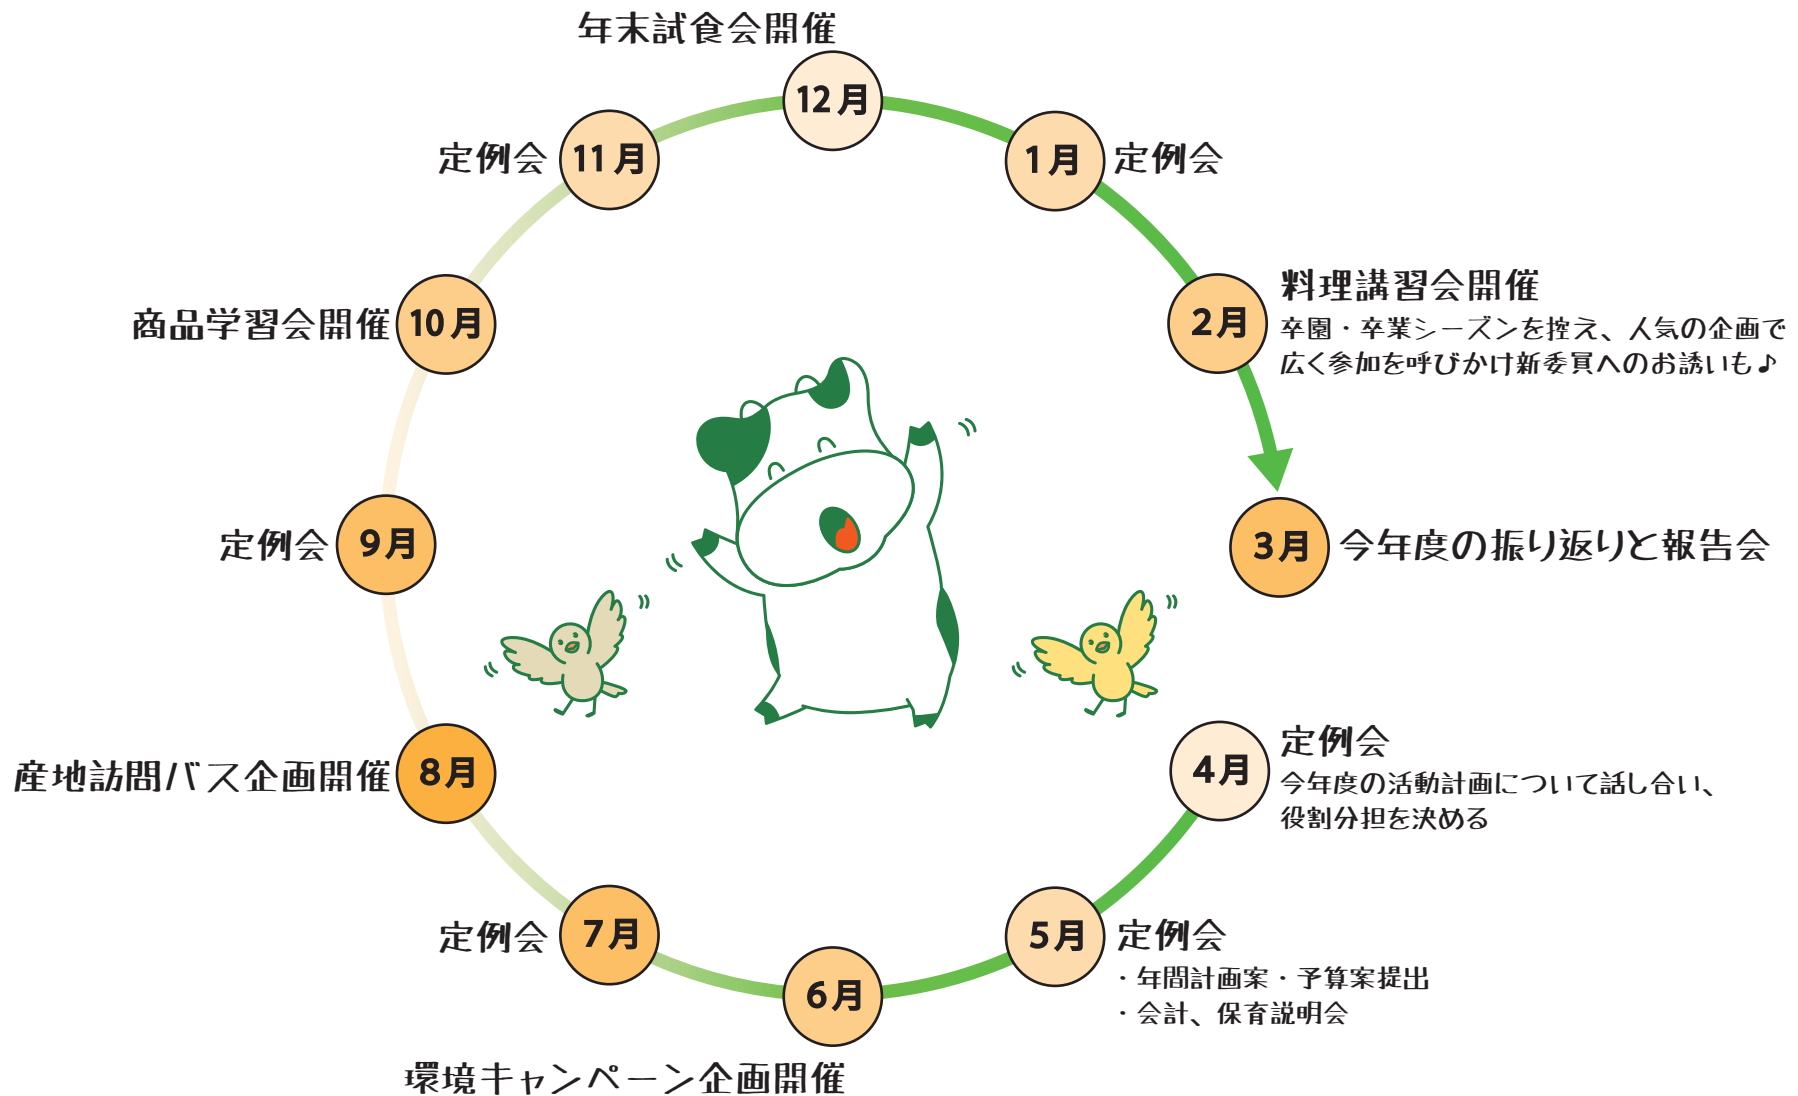 年末試食会開催
12月
定例会
11月
1月
定例会
商品学習会開催
10月
2月
料理講習会開催
卒園・卒業シーズンを控え、人気の企画で
広く参加を呼びかけ新委員へのお誘いも♪
定例会
9月
3月
今年度の振り返りと報告会
産地訪問バス企画開催
8月
4月
定例会
今年度の活動計画について話し合い、
役割分担を決める
定例会
7月
5月
定例会
・年間計画案・予算案提出
・会計、保育説明会
6月
環境キャンペーン企画開催